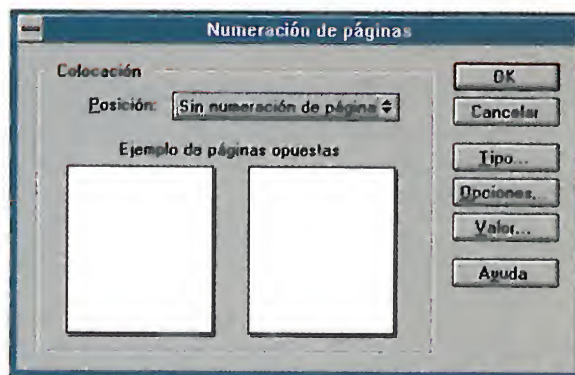 Numeración de páginas
Colocación
Posición: Sin numeración de página
Ejemplo de páginas opuestas
OK
Cancelar
Tipo...
Opciones...
Valor...
Ayuda